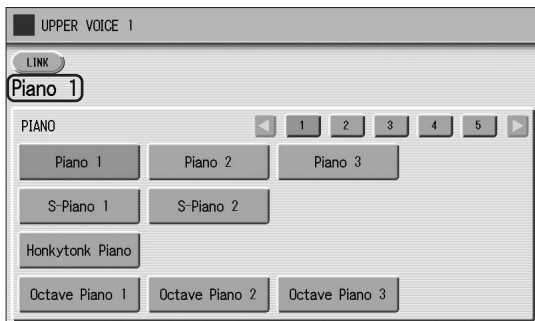 UPPER VOICE 1
LINK
Piano 1
PIANO 1 2 3 4 5
Piano 1 Piano 2 Piano 3
S-Piano 1 S-Piano 2
Honkytonk Piano
Octave Piano 1 Octave Piano 2 Octave Piano 3